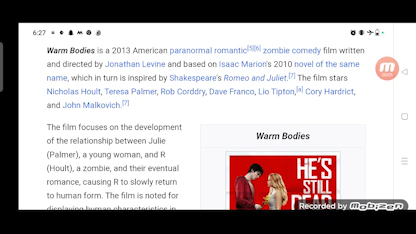 6:27
Warm Bodies is a 2013 American paranormal romantic[5][6] zombie comedy film written
and directed by Jonathan Levine and based on Isaac Marion's 2010 novel of the same
name, which in turn is inspired by Shakespeare's Romeo and Juliet.[7] The film stars
Nicholas Hoult, Teresa Palmer, Rob Corddry, Dave Franco, Lio Tipton,[a] Cory Hardrict,
and John Malkovich.[7]
The film focuses on the development
of the relationship between Julie
(Palmer), a young woman, and R
(Hoult), a zombie, and their eventual
romance, causing R to slowly return
to human form. The film is noted for
displaying human characteristics in
Warm Bodies
HE'S
STILL
DEAD
Recorded by MOBIZEN